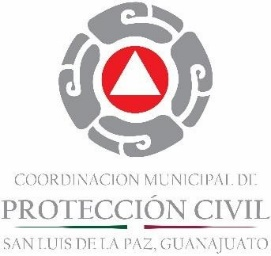 COORDINACION MUNICIPAL DE
PROTECCIÓN CIVIL
SAN LUIS DE LA PAZ, GUANAJUATO